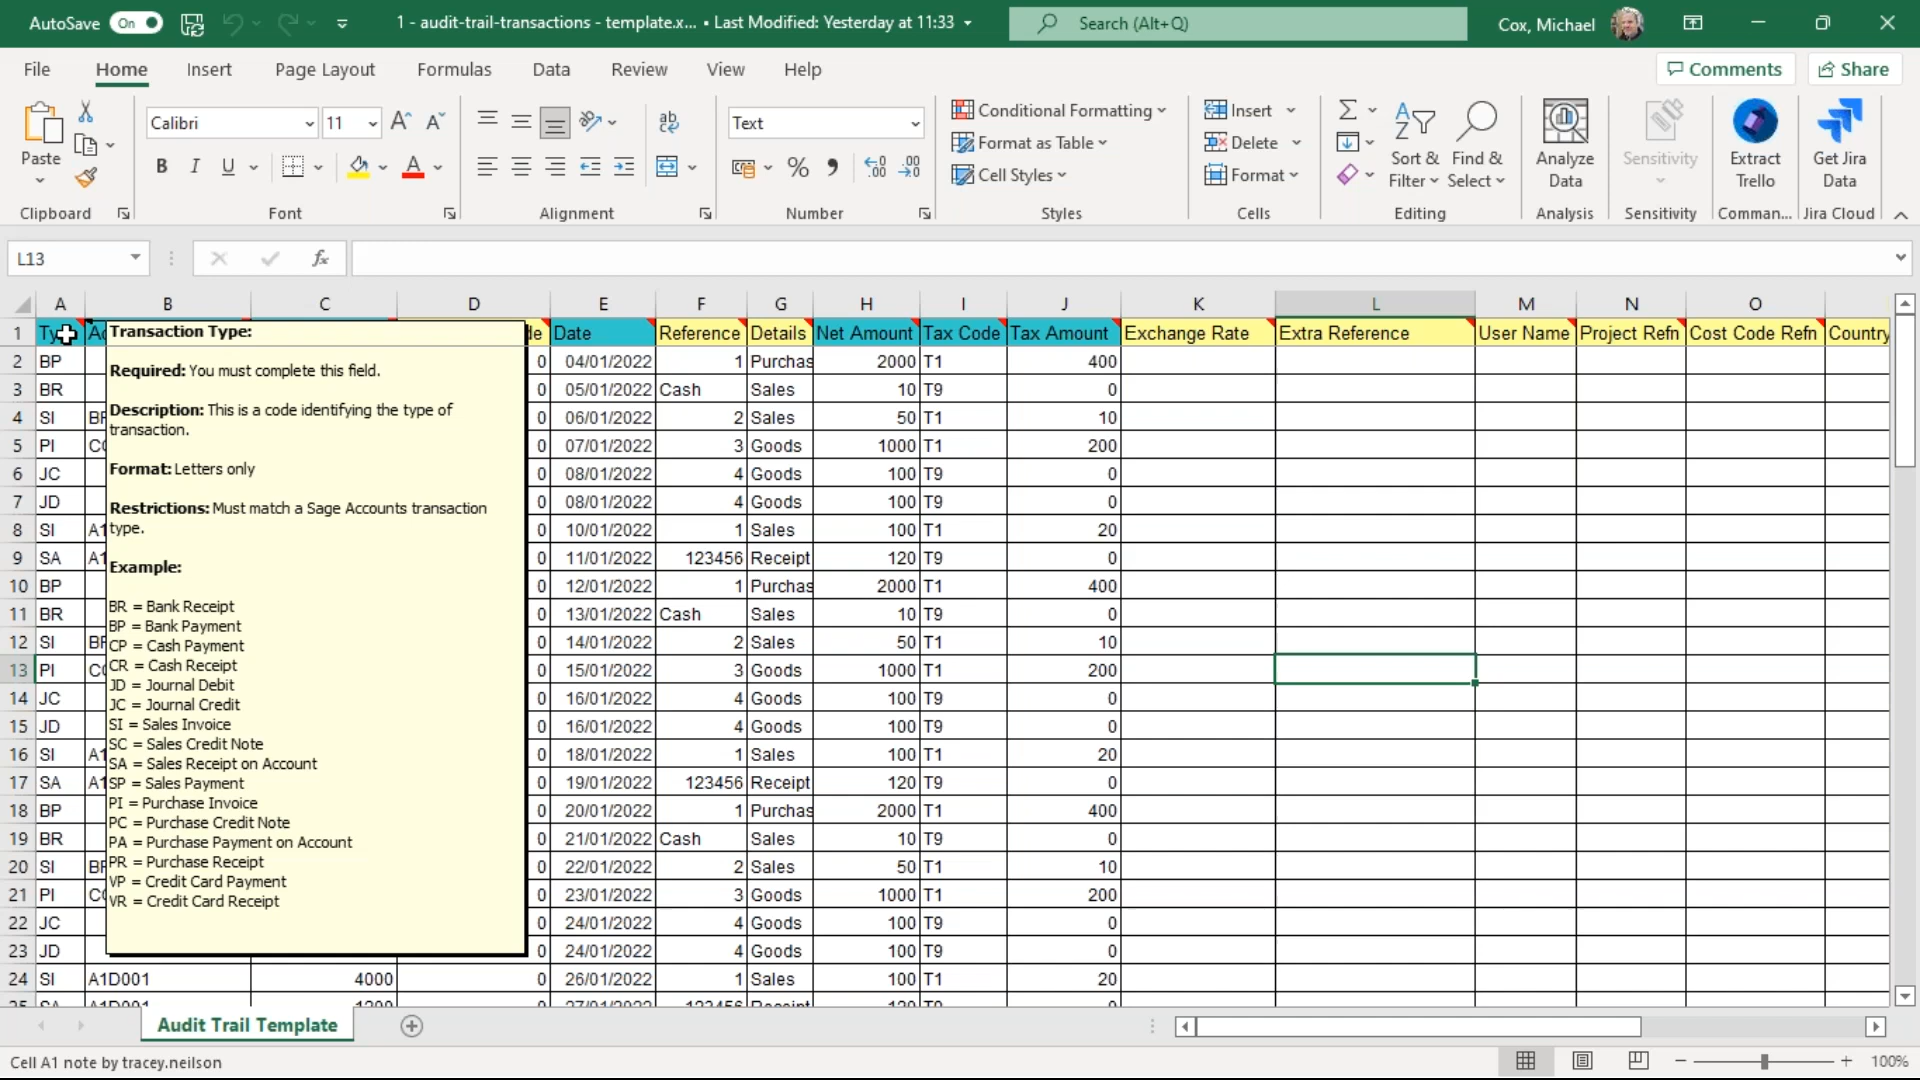 AutoSave On 1 - audit-trail-transactions - template.x... • Last Modified: Yesterday at 11:33 Search (Alt+Q) Cox, Michael
File Home Insert Page Layout Formulas Data Review View Help Comments Share
Calibri 11 ab Text Conditional Formatting Insert
Format as Table Delete
Paste B I U A % Cell Styles Format Sort & Filter Find & Select Analyze Data Sensitivity Extract Trello Get Jira Data
Clipboard Font Alignment Number Styles Cells Editing Analysis Sensitivity Comman... Jira Cloud
L13 fx
A B C D E F G H I J K L M N O
1 Date Reference Details Net Amount Tax Code Tax Amount Exchange Rate Extra Reference User Name Project Refn Cost Code Refn Country
2 BP 0 04/01/2022 1 Purchas 2000 T1 400
3 BR 0 05/01/2022 Cash Sales 10 T9 0
4 SI 0 06/01/2022 2 Sales 50 T1 10
5 PI 0 07/01/2022 3 Goods 1000 T1 200
6 JC 0 08/01/2022 4 Goods 100 T9 0
7 JD 0 08/01/2022 4 Goods 100 T9 0
8 SI A1 0 10/01/2022 1 Sales 100 T1 20
9 SA A1 0 11/01/2022 123456 Receipt 120 T9 0
10 BP 0 12/01/2022 1 Purchas 2000 T1 400
11 BR 0 13/01/2022 Cash Sales 10 T9 0
12 SI 0 14/01/2022 2 Sales 50 T1 10
13 PI 0 15/01/2022 3 Goods 1000 T1 200
14 JC 0 16/01/2022 4 Goods 100 T9 0
15 JD 0 16/01/2022 4 Goods 100 T9 0
16 SI A1 0 18/01/2022 1 Sales 100 T1 20
17 SA A1 0 19/01/2022 123456 Receipt 120 T9 0
18 BP 0 20/01/2022 1 Purchas 2000 T1 400
19 BR 0 21/01/2022 Cash Sales 10 T9 0
20 SI 0 22/01/2022 2 Sales 50 T1 10
21 PI 0 23/01/2022 3 Goods 1000 T1 200
22 JC 0 24/01/2022 4 Goods 100 T9 0
23 JD 0 24/01/2022 4 Goods 100 T9 0
24 SI A1D001 4000 0 26/01/2022 1 Sales 100 T1 20
Transaction Type:
Required: You must complete this field.
Description: This is a code identifying the type of
transaction.
Format: Letters only
Restrictions: Must match a Sage Accounts transaction
type.
Example:
BR = Bank Receipt
BP = Bank Payment
CP = Cash Payment
CR = Cash Receipt
JD = Journal Debit
JC = Journal Credit
SI = Sales Invoice
SC = Sales Credit Note
SA = Sales Receipt on Account
SP = Sales Payment
PI = Purchase Invoice
PC = Purchase Credit Note
PA = Purchase Payment on Account
PR = Purchase Receipt
VP = Credit Card Payment
VR = Credit Card Receipt
Audit Trail Template
Cell A1 note by tracey.neilson 100%